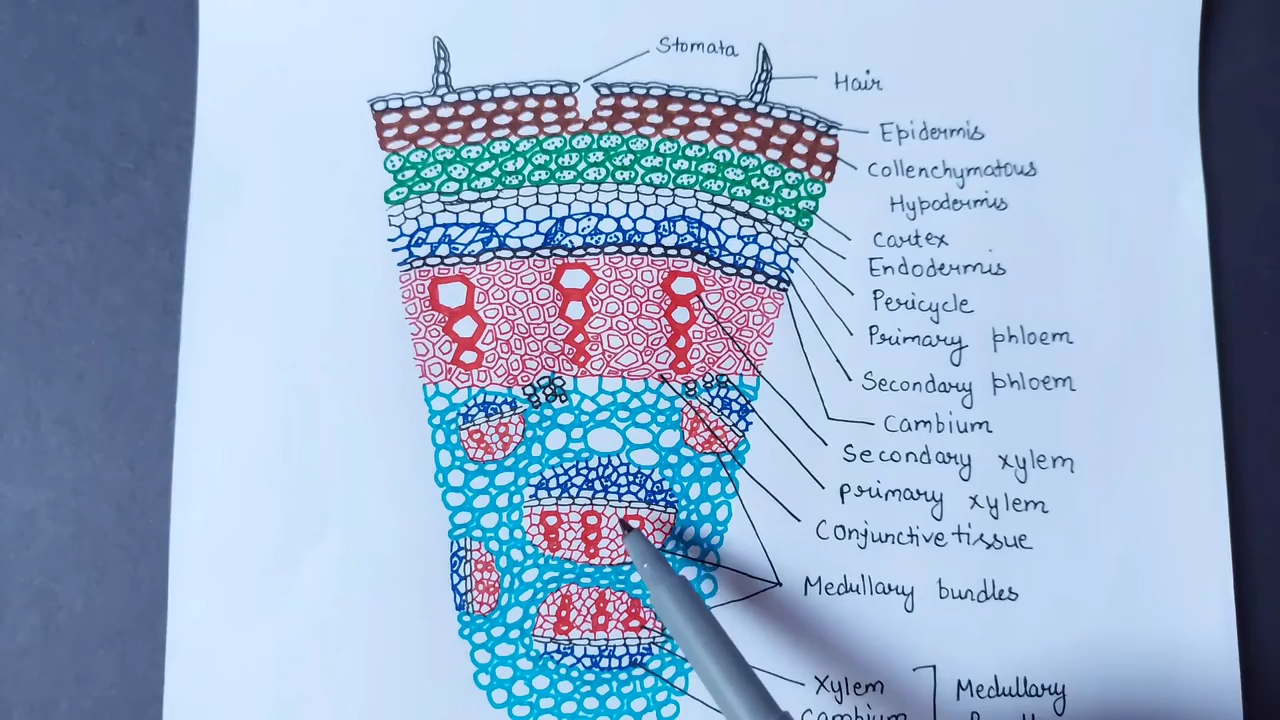 Stomata
Hair
Epidermis
Collenchymatous
Hypodermis
Cortex
Endodermis
Pericycle
Primary phloem
Secondary phloem
Cambium
Secondary xylem
primary xylem
Conjunctive tissue
Medullary bundles
Xylem
Medullary
Cambium